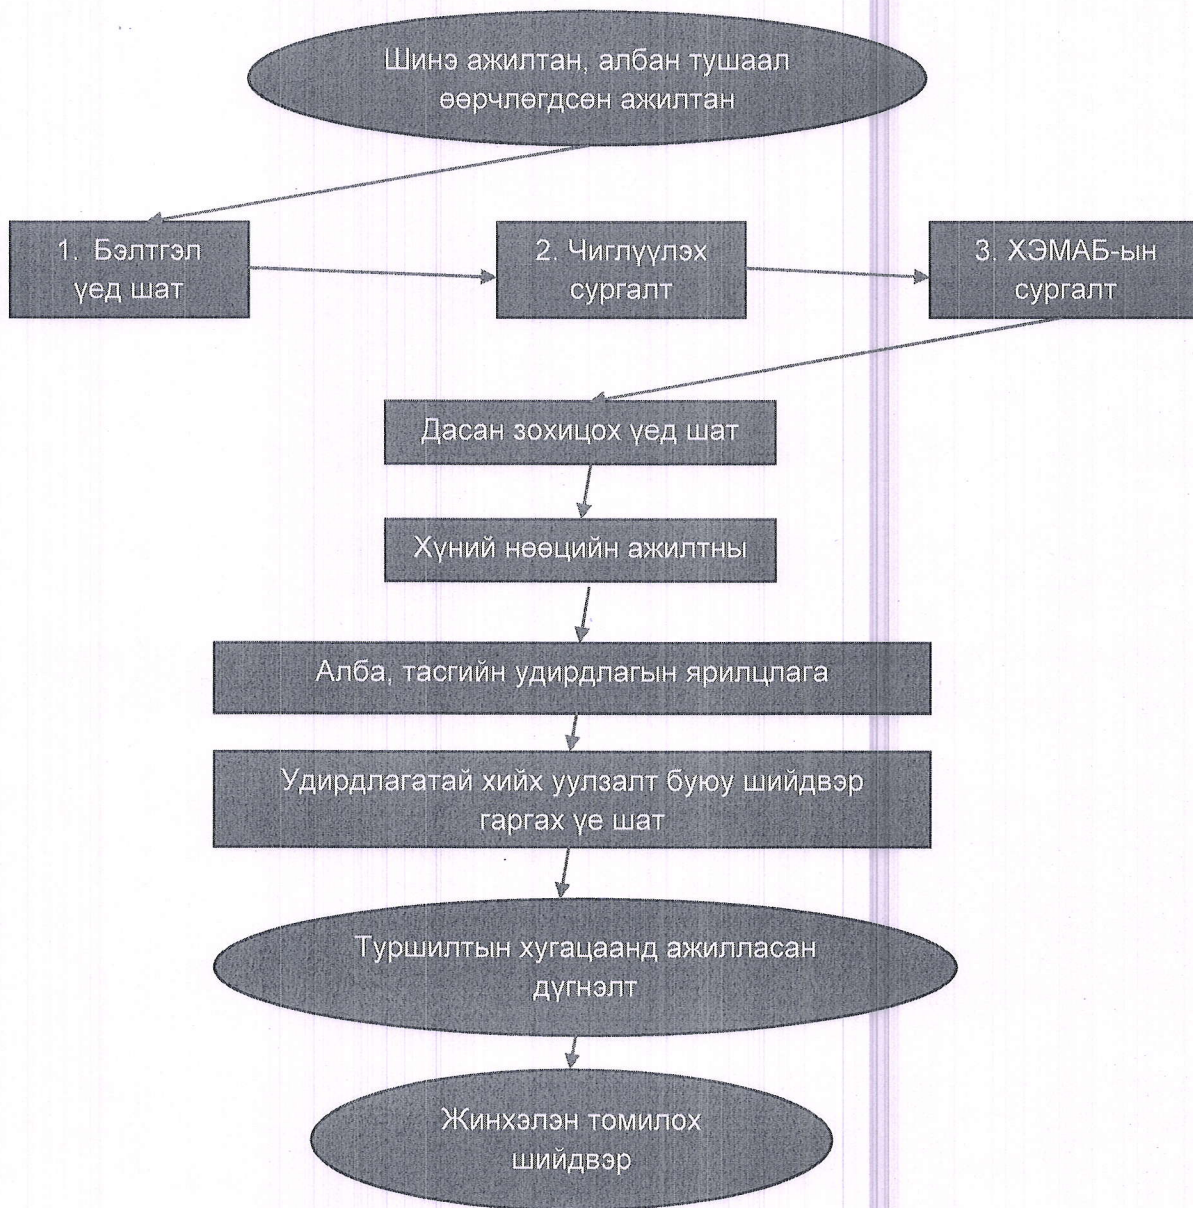 Шинэ ажилтан, албан тушаал
өөрчлөгдсөн ажилтан
1. Бэлтгэл
үед шат
2. Чиглүүлэх
сургалт
3. ХЭМАБ-ын
сургалт
Дасан зохицох үед шат
Хүний нөөцийн ажилтны
Алба, тасгийн удирдлагын ярилцлага
Удирдлагатай хийх уулзалт буюу шийдвэр
гаргах үе шат
Туршилтын хугацаанд ажилласан
дүгнэлт
Жинхэлэн томилох
шийдвэр